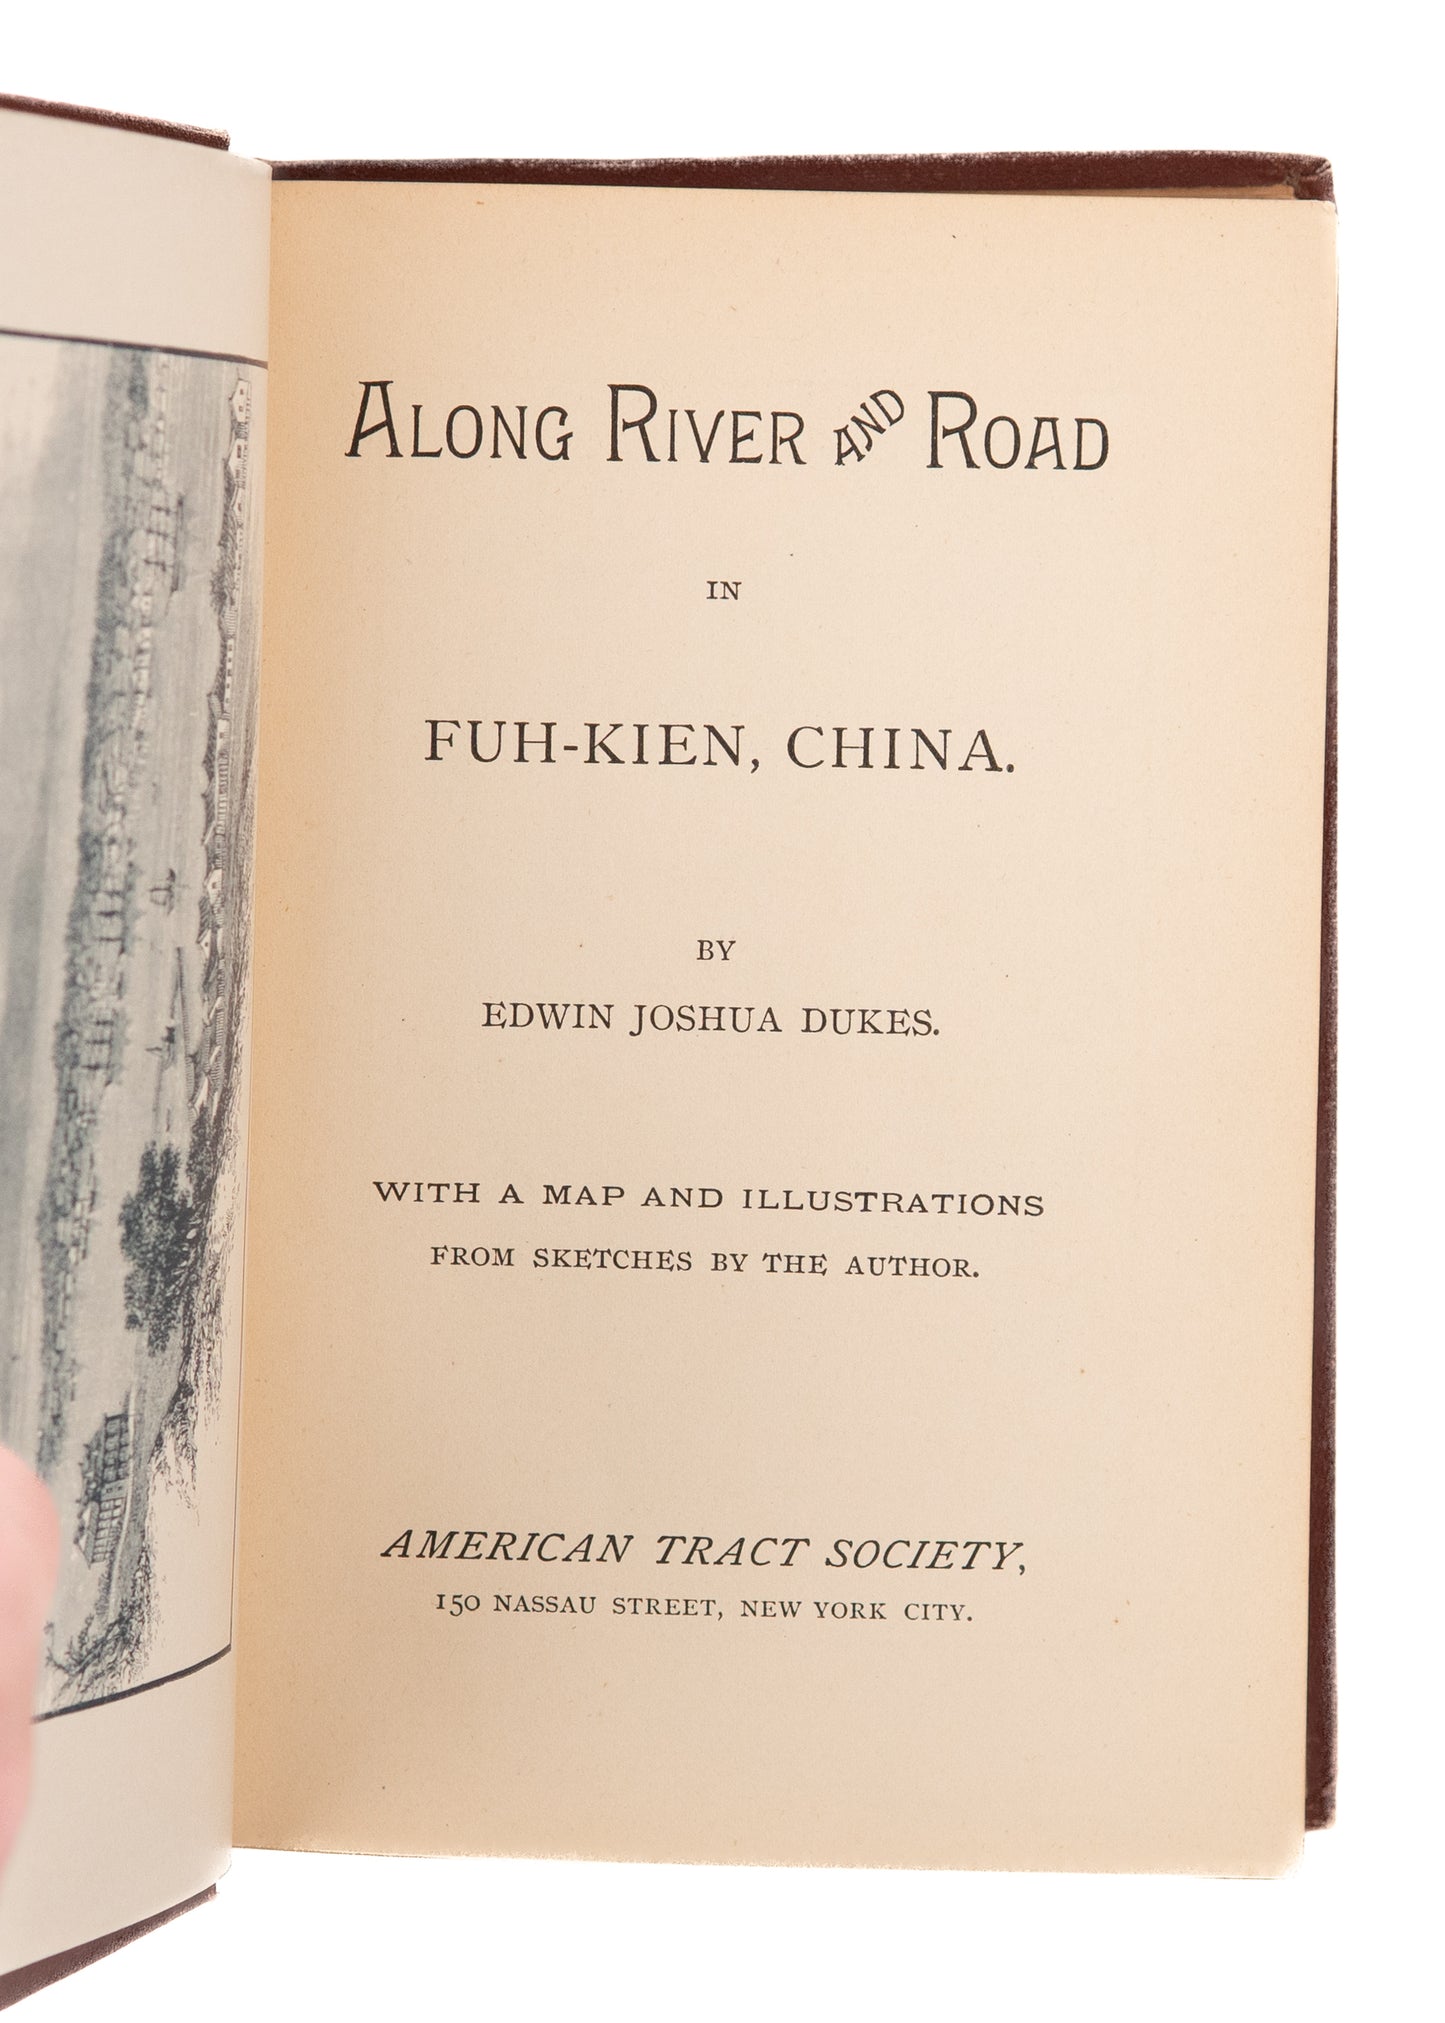 ALONG RIVER AND ROAD
IN
FUH-KIEN, CHINA.
BY
EDWIN JOSHUA DUKES.
WITH A MAP AND ILLUSTRATIONS
FROM SKETCHES BY THE AUTHOR.
AMERICAN TRACT SOCIETY,
150 NASSAU STREET, NEW YORK CITY.